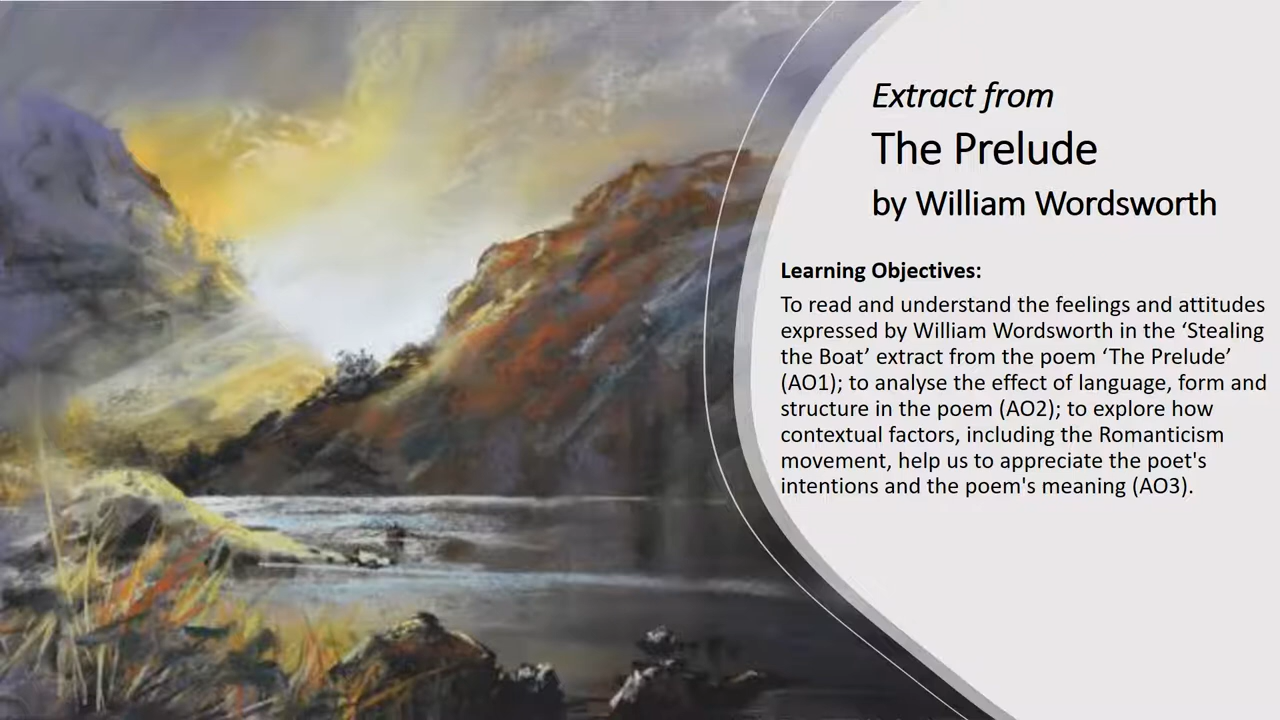 Extract from
The Prelude
by William Wordsworth
Learning Objectives:
To read and understand the feelings and attitudes
expressed by William Wordsworth in the ‘Stealing
the Boat’ extract from the poem ‘The Prelude’
(AO1); to analyse the effect of language, form and
structure in the poem (AO2); to explore how
contextual factors, including the Romanticism
movement, help us to appreciate the poet's
intentions and the poem's meaning (AO3).